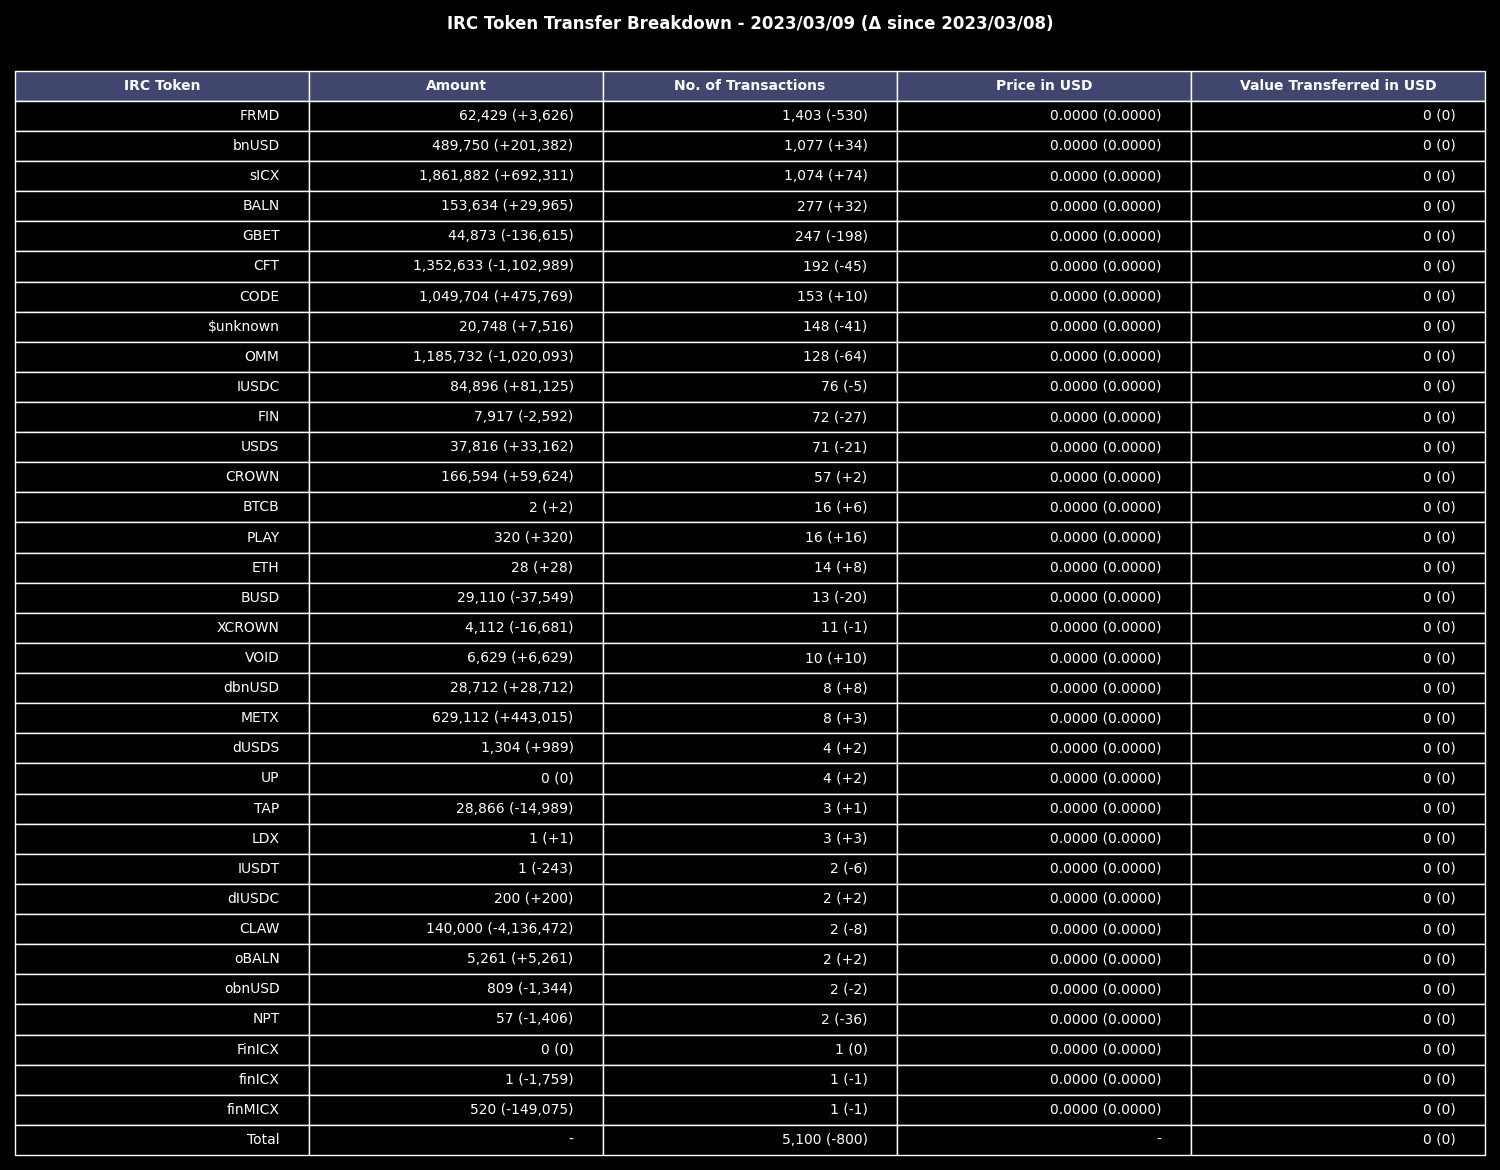 IRC Token Transfer Breakdown - 2023/03/09 (Δ since 2023/03/08)
IRC Token Amount No. of Transactions Price in USD Value Transferred in USD
FRMD 62,429 (+3,626) 1,403 (-530) 0.0000 (0.0000) 0 (0)
bnUSD 489,750 (+201,382) 1,077 (+34) 0.0000 (0.0000) 0 (0)
sICX 1,861,882 (+692,311) 1,074 (+74) 0.0000 (0.0000) 0 (0)
BALN 153,634 (+29,965) 277 (+32) 0.0000 (0.0000) 0 (0)
GBET 44,873 (-136,615) 247 (-198) 0.0000 (0.0000) 0 (0)
CFT 1,352,633 (-1,102,989) 192 (-45) 0.0000 (0.0000) 0 (0)
CODE 1,049,704 (+475,769) 153 (+10) 0.0000 (0.0000) 0 (0)
$unknown 20,748 (+7,516) 148 (-41) 0.0000 (0.0000) 0 (0)
OMM 1,185,732 (-1,020,093) 128 (-64) 0.0000 (0.0000) 0 (0)
IUSDC 84,896 (+81,125) 76 (-5) 0.0000 (0.0000) 0 (0)
FIN 7,917 (-2,592) 72 (-27) 0.0000 (0.0000) 0 (0)
USDS 37,816 (+33,162) 71 (-21) 0.0000 (0.0000) 0 (0)
CROWN 166,594 (+59,624) 57 (+2) 0.0000 (0.0000) 0 (0)
BTCB 2 (+2) 16 (+6) 0.0000 (0.0000) 0 (0)
PLAY 320 (+320) 16 (+16) 0.0000 (0.0000) 0 (0)
ETH 28 (+28) 14 (+8) 0.0000 (0.0000) 0 (0)
BUSD 29,110 (-37,549) 13 (-20) 0.0000 (0.0000) 0 (0)
XCROWN 4,112 (-16,681) 11 (-1) 0.0000 (0.0000) 0 (0)
VOID 6,629 (+6,629) 10 (+10) 0.0000 (0.0000) 0 (0)
dbnUSD 28,712 (+28,712) 8 (+8) 0.0000 (0.0000) 0 (0)
METX 629,112 (+443,015) 8 (+3) 0.0000 (0.0000) 0 (0)
dUSDS 1,304 (+989) 4 (+2) 0.0000 (0.0000) 0 (0)
UP 0 (0) 4 (+2) 0.0000 (0.0000) 0 (0)
TAP 28,866 (-14,989) 3 (+1) 0.0000 (0.0000) 0 (0)
LDX 1 (+1) 3 (+3) 0.0000 (0.0000) 0 (0)
IUSDT 1 (-243) 2 (-6) 0.0000 (0.0000) 0 (0)
dIUSDC 200 (+200) 2 (+2) 0.0000 (0.0000) 0 (0)
CLAW 140,000 (-4,136,472) 2 (-8) 0.0000 (0.0000) 0 (0)
oBALN 5,261 (+5,261) 2 (+2) 0.0000 (0.0000) 0 (0)
obnUSD 809 (-1,344) 2 (-2) 0.0000 (0.0000) 0 (0)
NPT 57 (-1,406) 2 (-36) 0.0000 (0.0000) 0 (0)
FinICX 0 (0) 1 (0) 0.0000 (0.0000) 0 (0)
finICX 1 (-1,759) 1 (-1) 0.0000 (0.0000) 0 (0)
finMICX 520 (-149,075) 1 (-1) 0.0000 (0.0000) 0 (0)
Total - 5,100 (-800) - 0 (0)